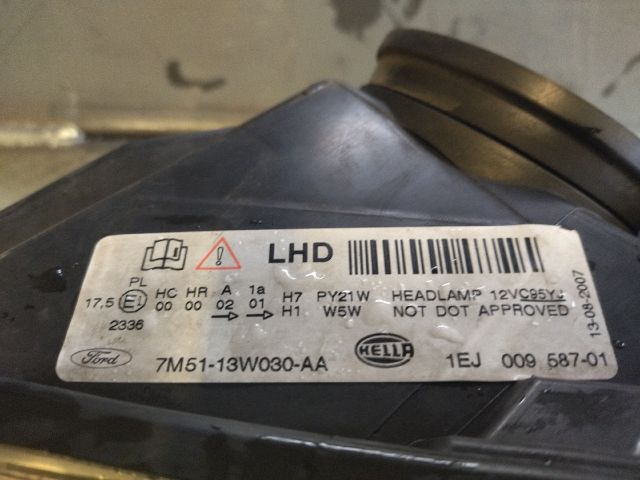 LHD
PL
17,5 E1 HC HR A 1a H7 PY21W HEADLAMP 12VC95YJ
00 00 02 01 H1 W5W NOT DOT APPROVED
2336
13-08-2007
Ford 7M51-13W030-AA HELLA 1EJ 009 587-01